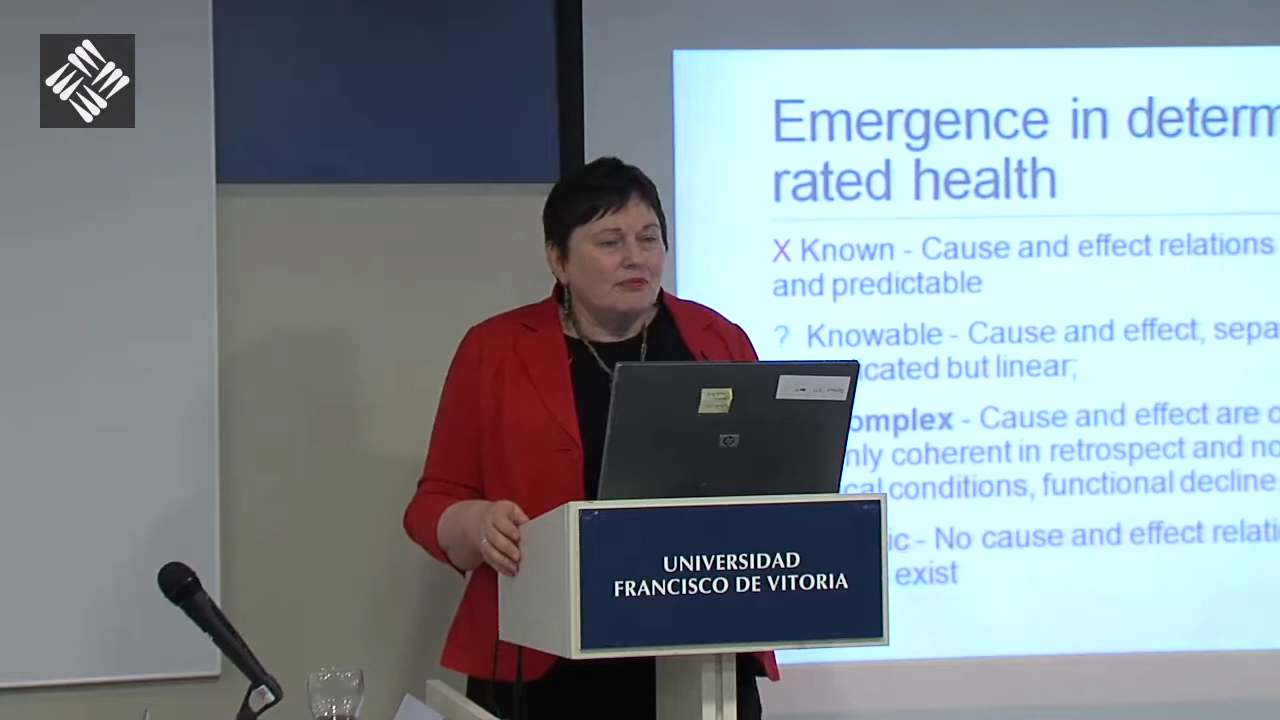 Emergence in determ
rated health
X Known - Cause and effect relations
and predictable
? Knowable - Cause and effect, sepa
icated but linear;
omplex - Cause and effect are
nly coherent in retrospect and no
cal conditions, functional decline
ic - No cause and effect relati
exist
hp
UNIVERSIDAD
FRANCISCO DE VITORIA